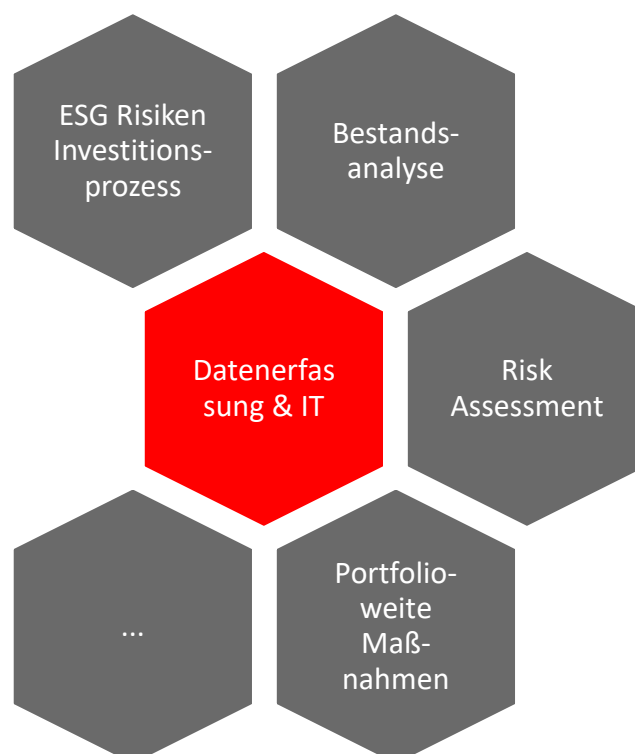 ESG Risiken
Investitions-
prozess
Bestands-
analyse
Datenerfas
sung & IT
Risk
Assessment
...
Portfolio-
weite
Maß-
nahmen